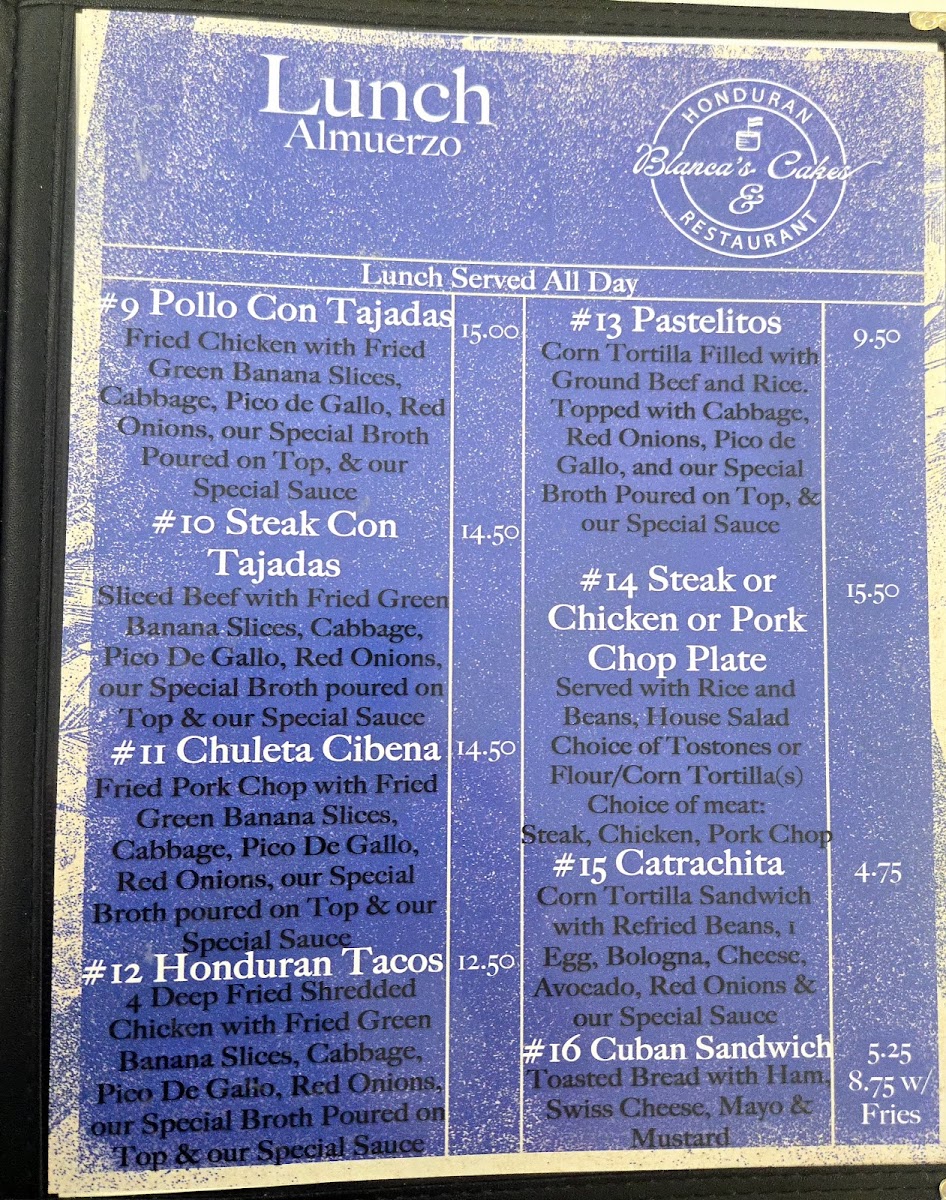 Lunch
Almuerzo
HONDURAN
Blanca's Cakes
&
RESTAURANT
Lunch Served All Day
#9 Pollo Con Tajadas 15.00
Fried Chicken with Fried
Green Banana Slices,
Cabbage, Pico de Gallo, Red
Onions, our Special Broth
Poured on Top, & our
Special Sauce
#10 Steak Con 14.50
Tajadas
Sliced Beef with Fried Green
Banana Slices, Cabbage,
Pico De Gallo, Red Onions,
our Special Broth poured on
Top & our Special Sauce
#11 Chuleta Cibena 14.50
Fried Pork Chop with Fried
Green Banana Slices,
Cabbage, Pico De Gallo,
Red Onions, our Special
Broth poured on Top & our
Special Sauce
#12 Honduran Tacos 12.50
4 Deep Fried Shredded
Chicken with Fried Green
Banana Slices, Cabbage,
Pico De Gallo, Red Onions,
our Special Broth Poured on
Top & our Special Sauce
#13 Pastelitos 9.50
Corn Tortilla Filled with
Ground Beef and Rice.
Topped with Cabbage,
Red Onions, Pico de
Gallo, and our Special
Broth Poured on Top, &
our Special Sauce
#14 Steak or 15.50
Chicken or Pork
Chop Plate
Served with Rice and
Beans, House Salad
Choice of Tostones or
Flour/Corn Tortilla(s)
Choice of meat:
Steak, Chicken, Pork Chop
#15 Catrachita 4.75
Corn Tortilla Sandwich
with Refried Beans, 1
Egg, Bologna, Cheese,
Avocado, Red Onions &
our Special Sauce
#16 Cuban Sandwich 5.25
Toasted Bread with Ham, 8.75 w/
Swiss Cheese, Mayo & Fries
Mustard